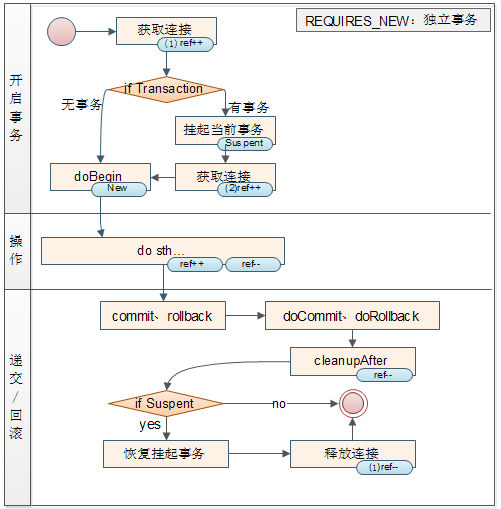 REQUIRES_NEW：独立事务
开启事务
获取连接
(1) ref++
if Transaction
无事务
有事务
挂起当前事务
Suspent
doBegin
New
获取连接
(2)ref++
操作
do sth...
ref++
ref--
递交/回滚
commit、rollback
doCommit、doRollback
cleanupAfter
ref--
if Suspent
no
yes
恢复挂起事务
释放连接
(1)ref--